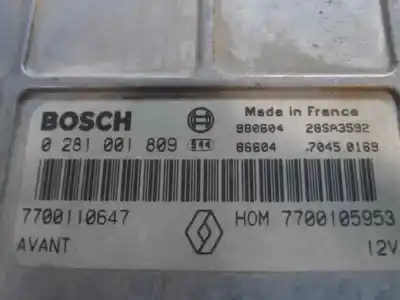 BOSCH
Made in France
980604 28SA3592
0 281 001 809
86604 .7045 0169
7700110647
HOM 7700105953
AVANT
12V